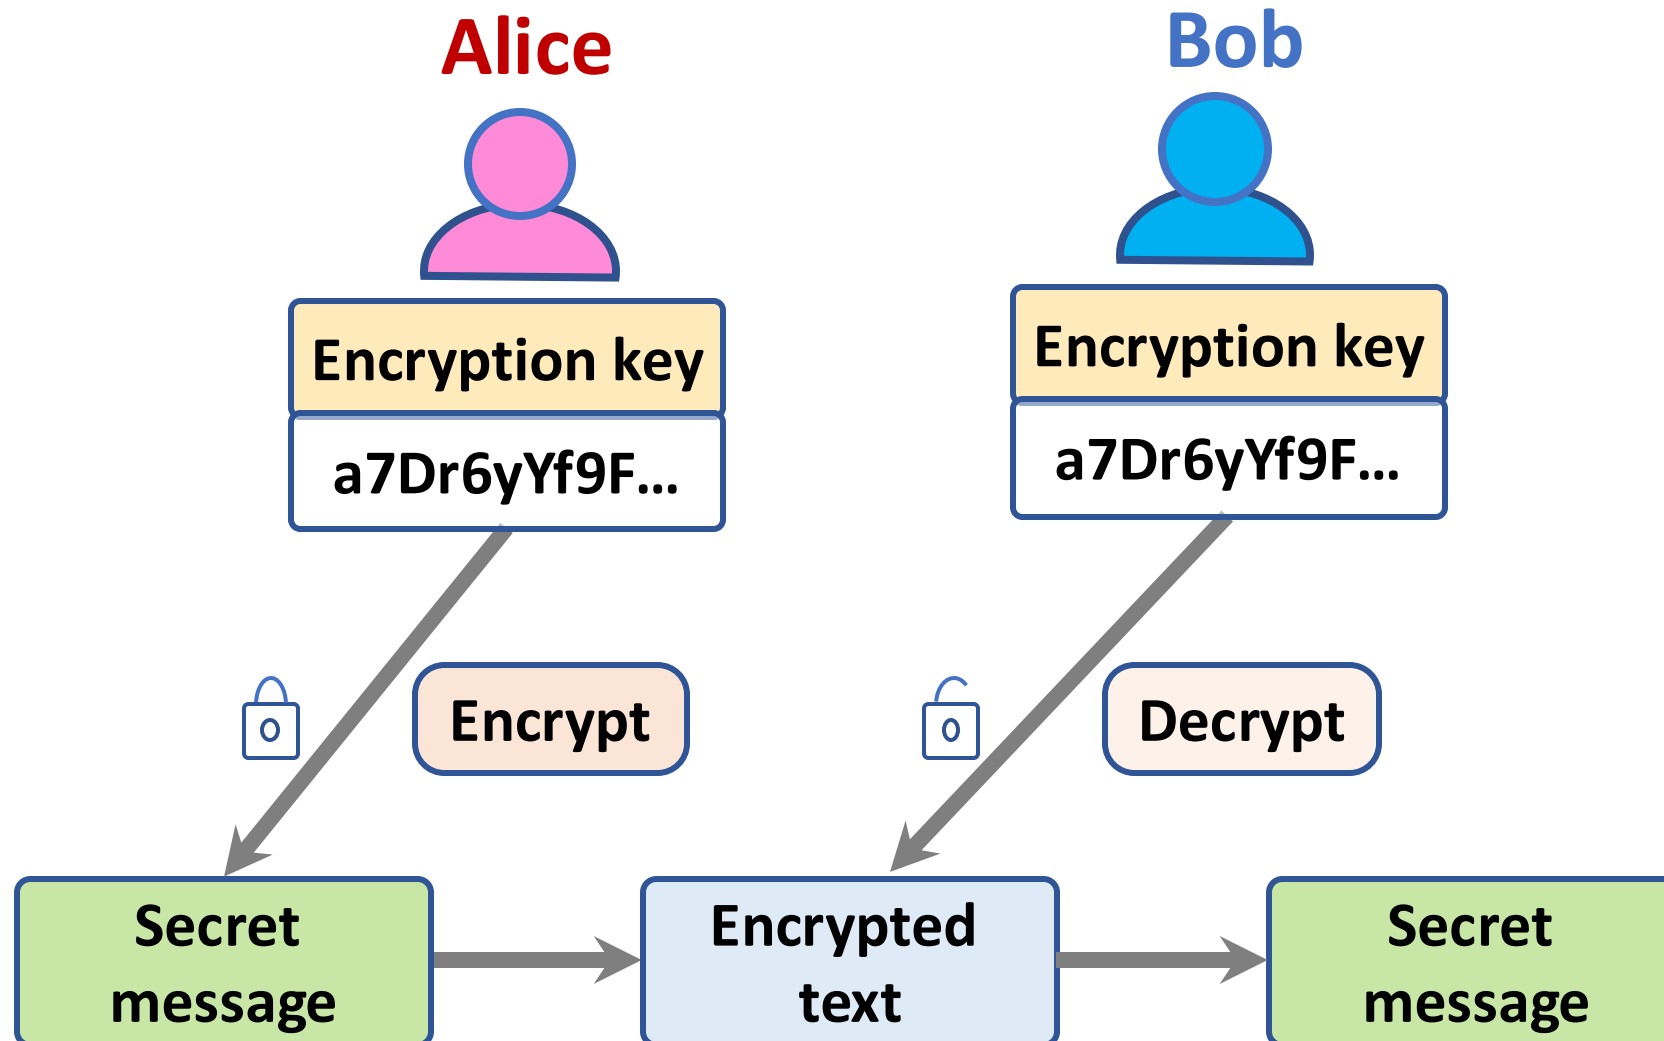 Alice
Bob
Encryption key
a7Dr6yYf9F...
Encryption key
a7Dr6yYf9F...
Encrypt
Decrypt
Secret
message
Encrypted
text
Secret
message